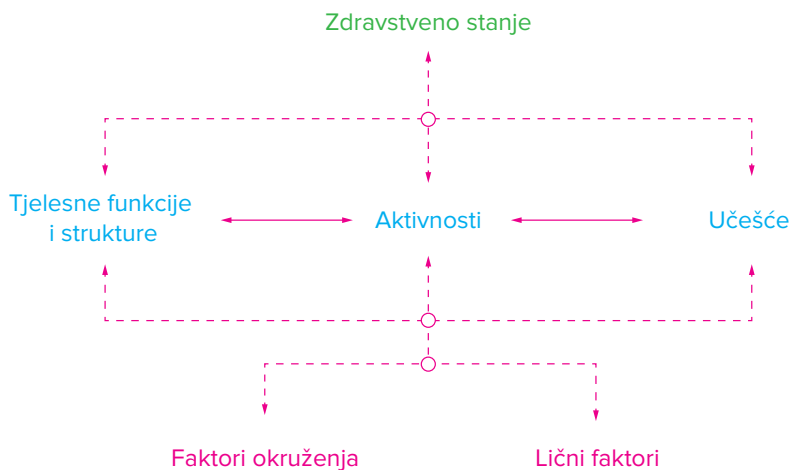 Zdravstveno stanje
Tjelesne funkcije
i strukture
Aktivnosti
Učešće
Faktori okruženja
Lični faktori